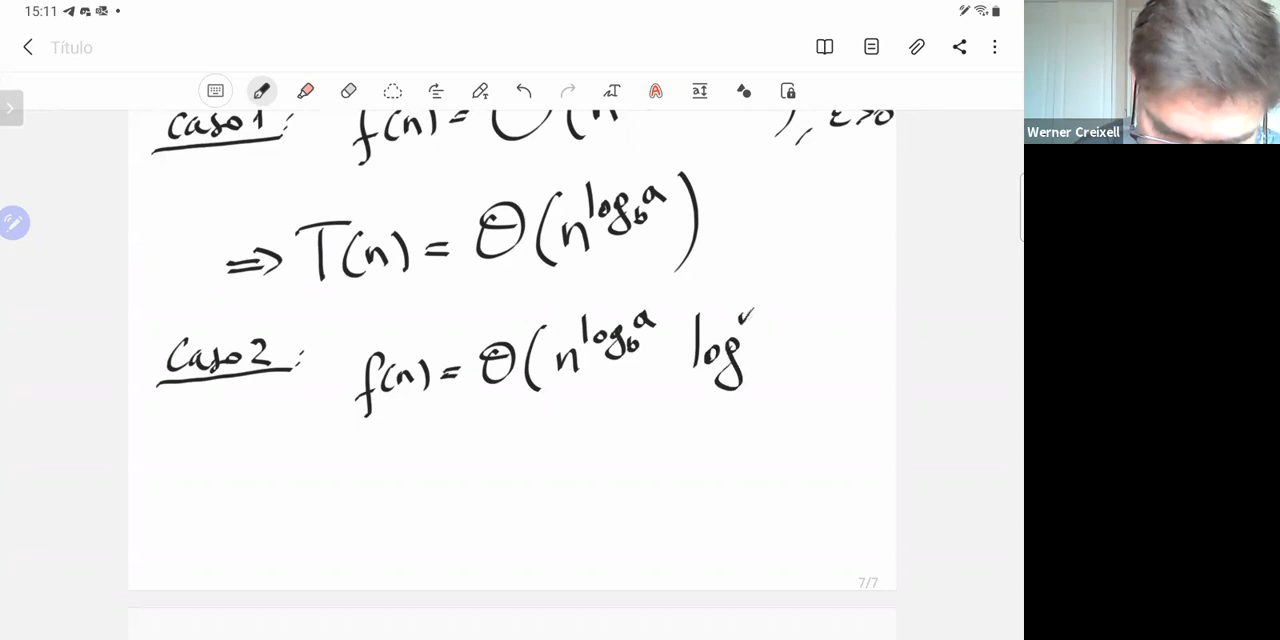 15:11
Título
Caso 1: f(n) = O(n ), ε>0
⇒ T(n) = Θ(n^log_b a)
Caso 2: f(n) = Θ(n^log_b a log
7/7
Werner Creixell